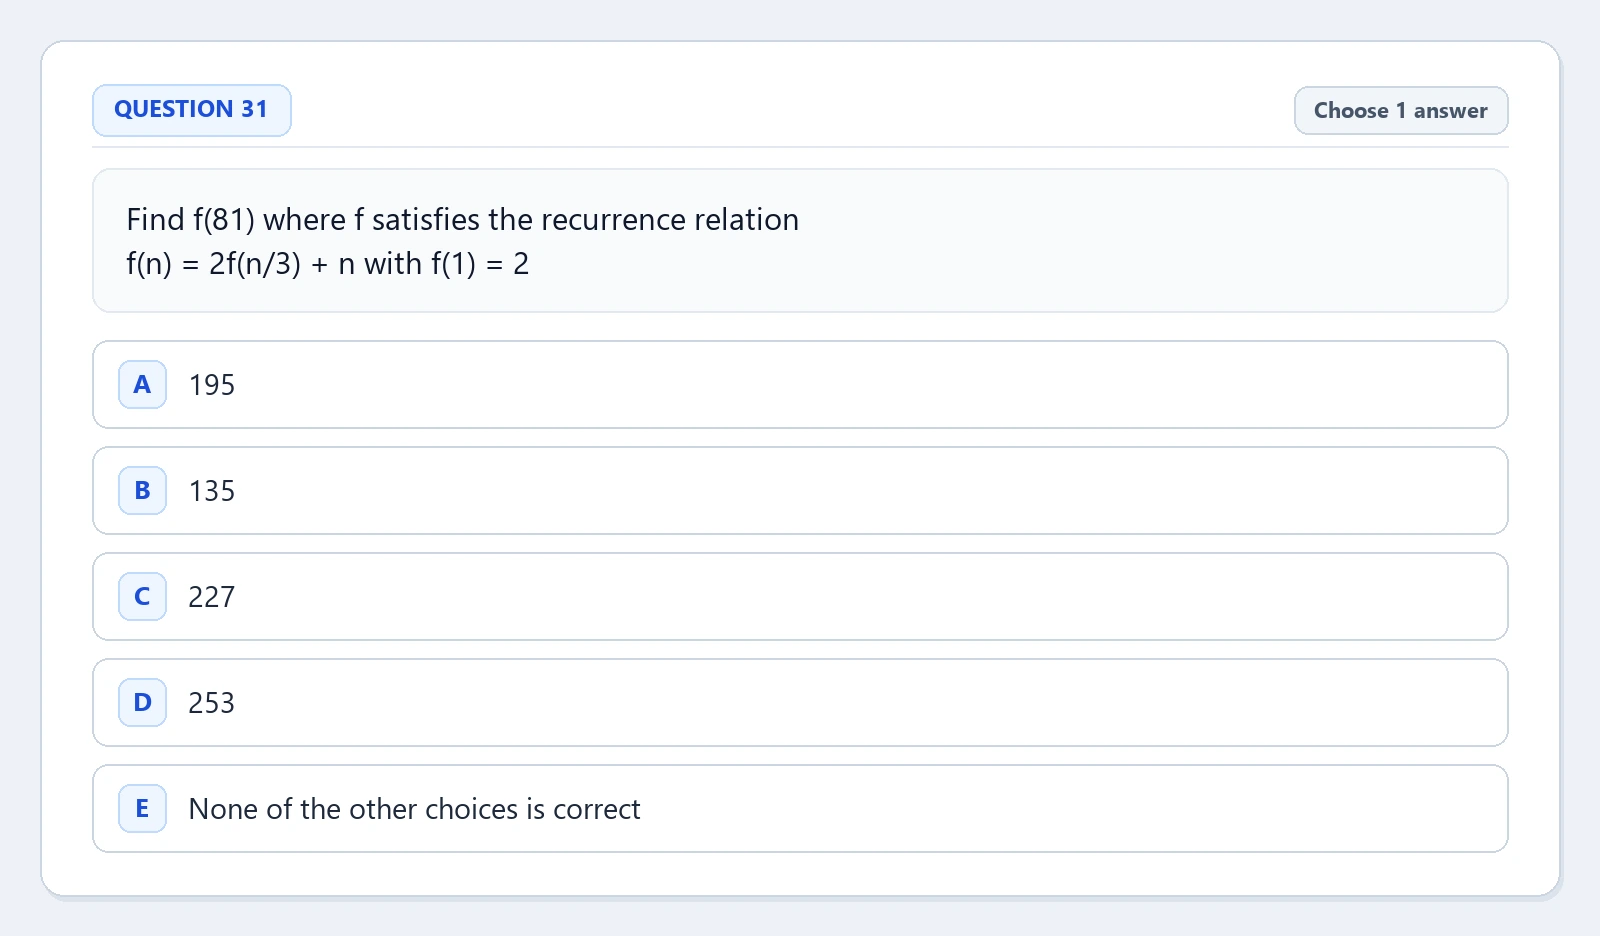 QUESTION 31
Choose 1 answer
Find f(81) where f satisfies the recurrence relation
f(n) = 2f(n/3) + n with f(1) = 2
A 195
B 135
C 227
D 253
E None of the other choices is correct